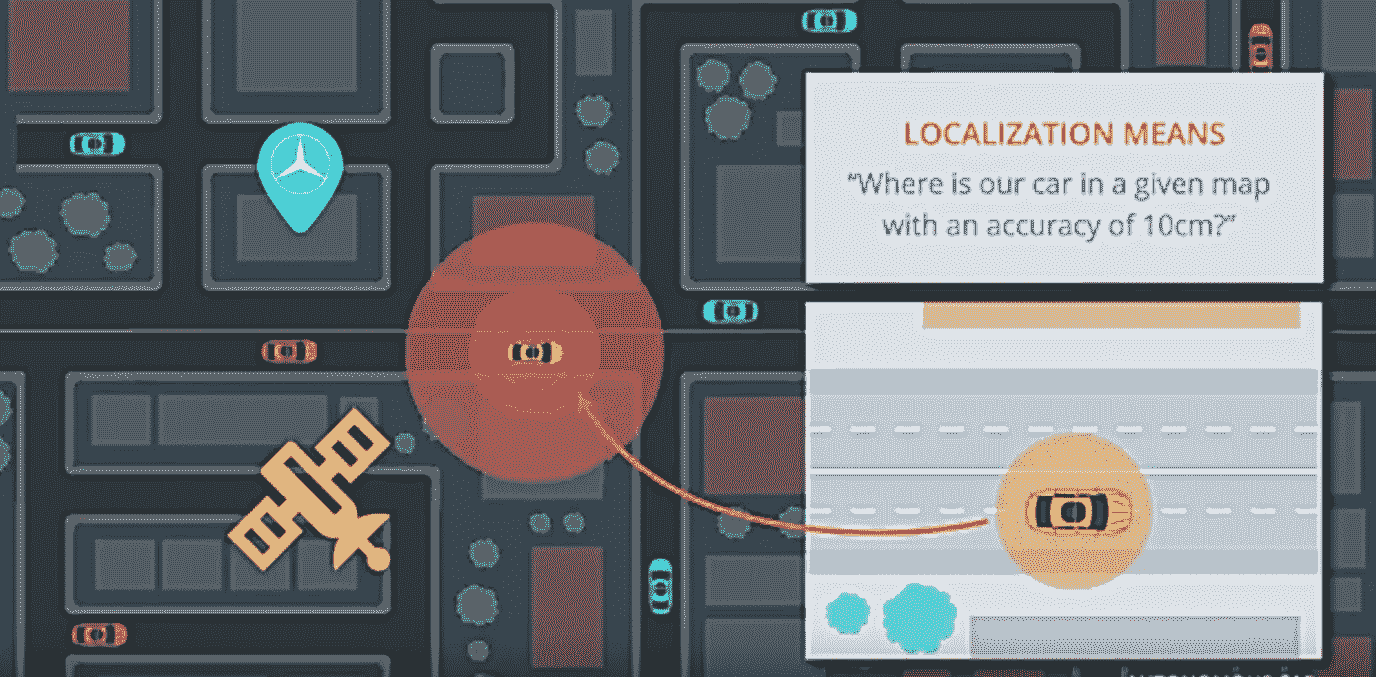 LOCALIZATION MEANS
“Where is our car in a given map
with an accuracy of 10cm?”